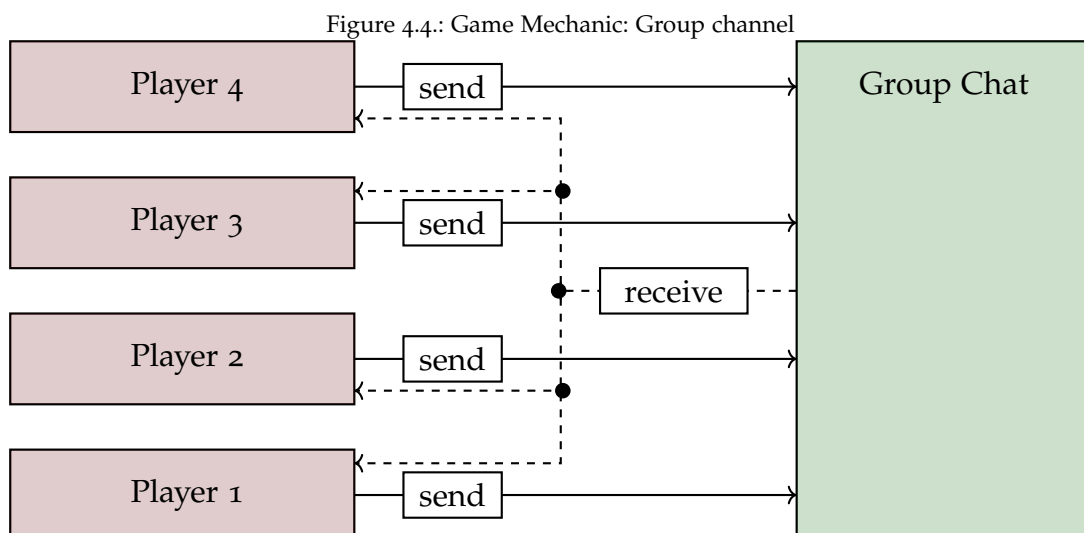 Figure 4.4.: Game Mechanic: Group channel
Player 4
send
Group Chat
Player 3
send
receive
Player 2
send
Player 1
send